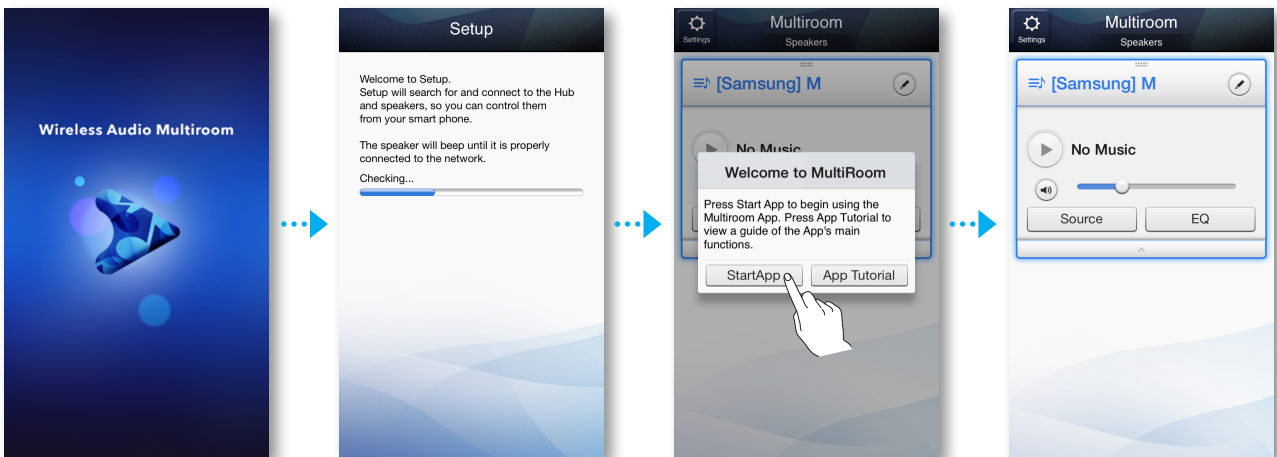 Wireless Audio Multiroom
Setup
Welcome to Setup.
Setup will search for and connect to the Hub
and speakers, so you can control them
from your smart phone.
The speaker will beep until it is properly
connected to the network.
Checking...
Settings
Multiroom
Speakers
[Samsung] M
No Music
Welcome to MultiRoom
Press Start App to begin using the
Multiroom App. Press App Tutorial to
view a guide of the App's main
functions.
StartApp
App Tutorial
Settings
Multiroom
Speakers
[Samsung] M
No Music
Source
EQ